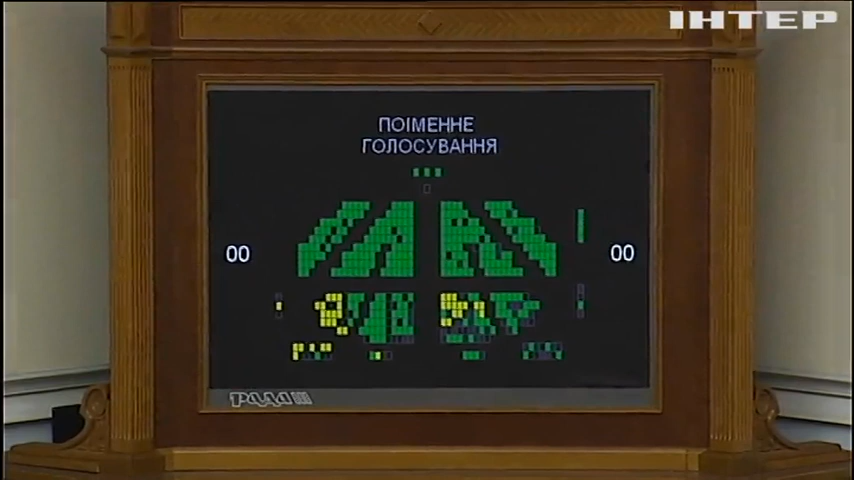 ІНТЕР
ПОІМЕННЕ
ГОЛОСУВАННЯ
00
00
РАДА